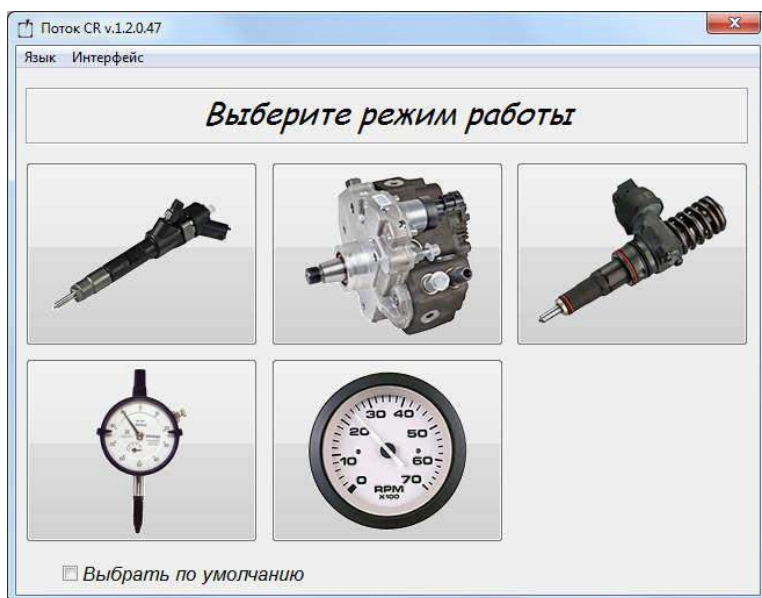 Поток CR v.1.2.0.47
Язык Интерфейс
Выберите режим работы
30 40
20 50
10 60
0 70
RPM
X100
Выбрать по умолчанию